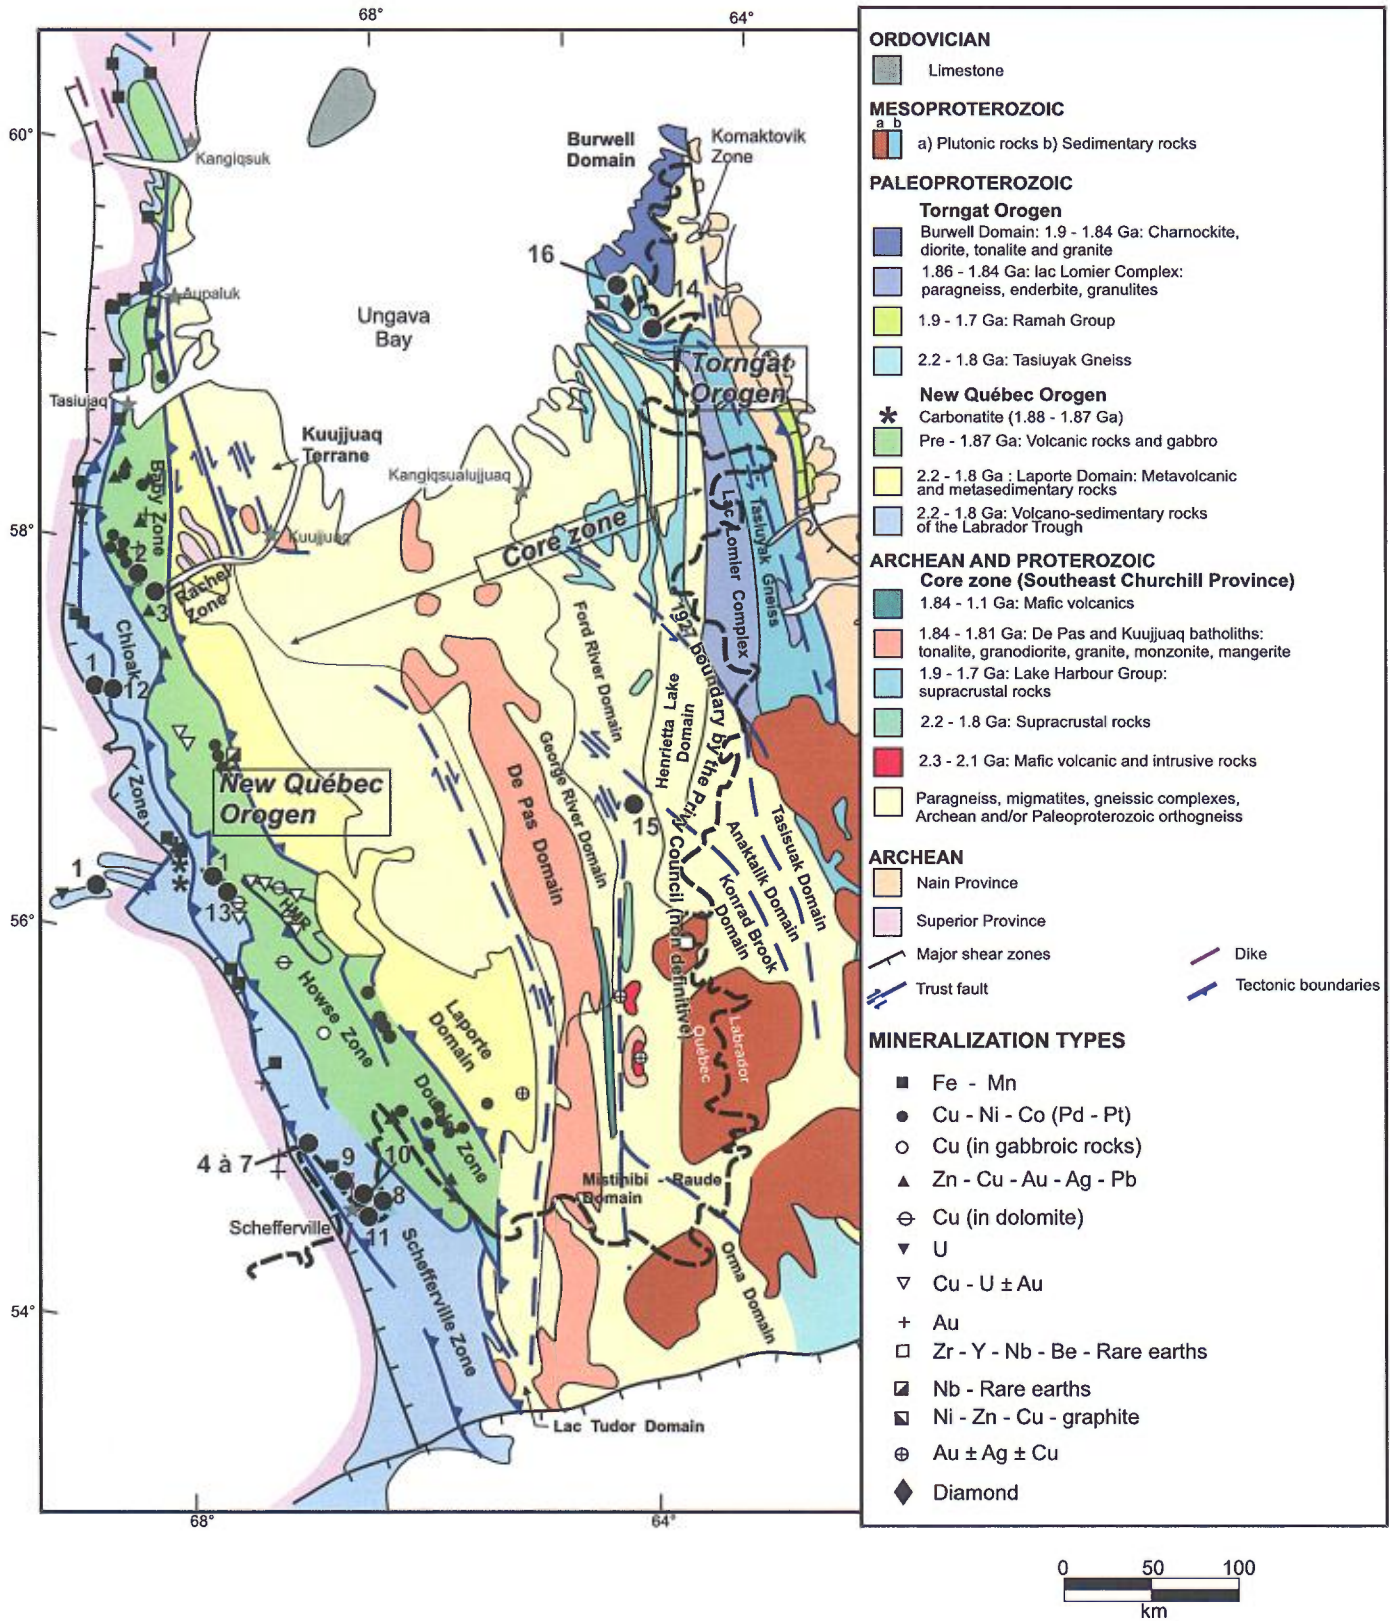 68°
64°
60°
58°
56°
54°
68°
64°
Kangiqsuk
Aupaluk
Tasiujaq
Burwell
Domain
Komaktovik
Zone
16
14
Ungava
Bay
Torngat
Orogen
Kuujjuaq
Terrane
Kangiqsualujjuaq
Baby Zone
Kuujjuaq
Core zone
Lac Lomier Complex
Tasiuyak Gneiss
2
3
Rachel
Zone
Chioak
Zone
1
12
Ford River Domain
1927 boundary by the Privy Council (non definitive)
Henrietta Lake
Domain
George River Domain
De Pas Domain
New Québec
Orogen
15
Tasisuak Domain
Anaktalik Domain
Konrad Brook
Domain
1
1
13
HMR
Howse Zone
Laporte
Domain
Doublet Zone
Québec
Labrador
4 à 7
9
10
8
11
Schefferville
Schefferville Zone
Mistinibi - Raude
Domain
Orma Domain
Lac Tudor Domain
ORDOVICIAN
Limestone
MESOPROTEROZOIC
a b
a) Plutonic rocks b) Sedimentary rocks
PALEOPROTEROZOIC
Torngat Orogen
Burwell Domain: 1.9 - 1.84 Ga: Charnockite,
diorite, tonalite and granite
1.86 - 1.84 Ga: lac Lomier Complex:
paragneiss, enderbite, granulites
1.9 - 1.7 Ga: Ramah Group
2.2 - 1.8 Ga: Tasiuyak Gneiss
New Québec Orogen
Carbonatite (1.88 - 1.87 Ga)
Pre - 1.87 Ga: Volcanic rocks and gabbro
2.2 - 1.8 Ga : Laporte Domain: Metavolcanic
and metasedimentary rocks
2.2 - 1.8 Ga: Volcano-sedimentary rocks
of the Labrador Trough
ARCHEAN AND PROTEROZOIC
Core zone (Southeast Churchill Province)
1.84 - 1.1 Ga: Mafic volcanics
1.84 - 1.81 Ga: De Pas and Kuujjuaq batholiths:
tonalite, granodiorite, granite, monzonite, mangerite
1.9 - 1.7 Ga: Lake Harbour Group:
supracrustal rocks
2.2 - 1.8 Ga: Supracrustal rocks
2.3 - 2.1 Ga: Mafic volcanic and intrusive rocks
Paragneiss, migmatites, gneissic complexes,
Archean and/or Paleoproterozoic orthogneiss
ARCHEAN
Nain Province
Superior Province
Major shear zones
Dike
Trust fault
Tectonic boundaries
MINERALIZATION TYPES
Fe - Mn
Cu - Ni - Co (Pd - Pt)
Cu (in gabbroic rocks)
Zn - Cu - Au - Ag - Pb
Cu (in dolomite)
U
Cu - U ± Au
Au
Zr - Y - Nb - Be - Rare earths
Nb - Rare earths
Ni - Zn - Cu - graphite
Au ± Ag ± Cu
Diamond
0 50 100
km